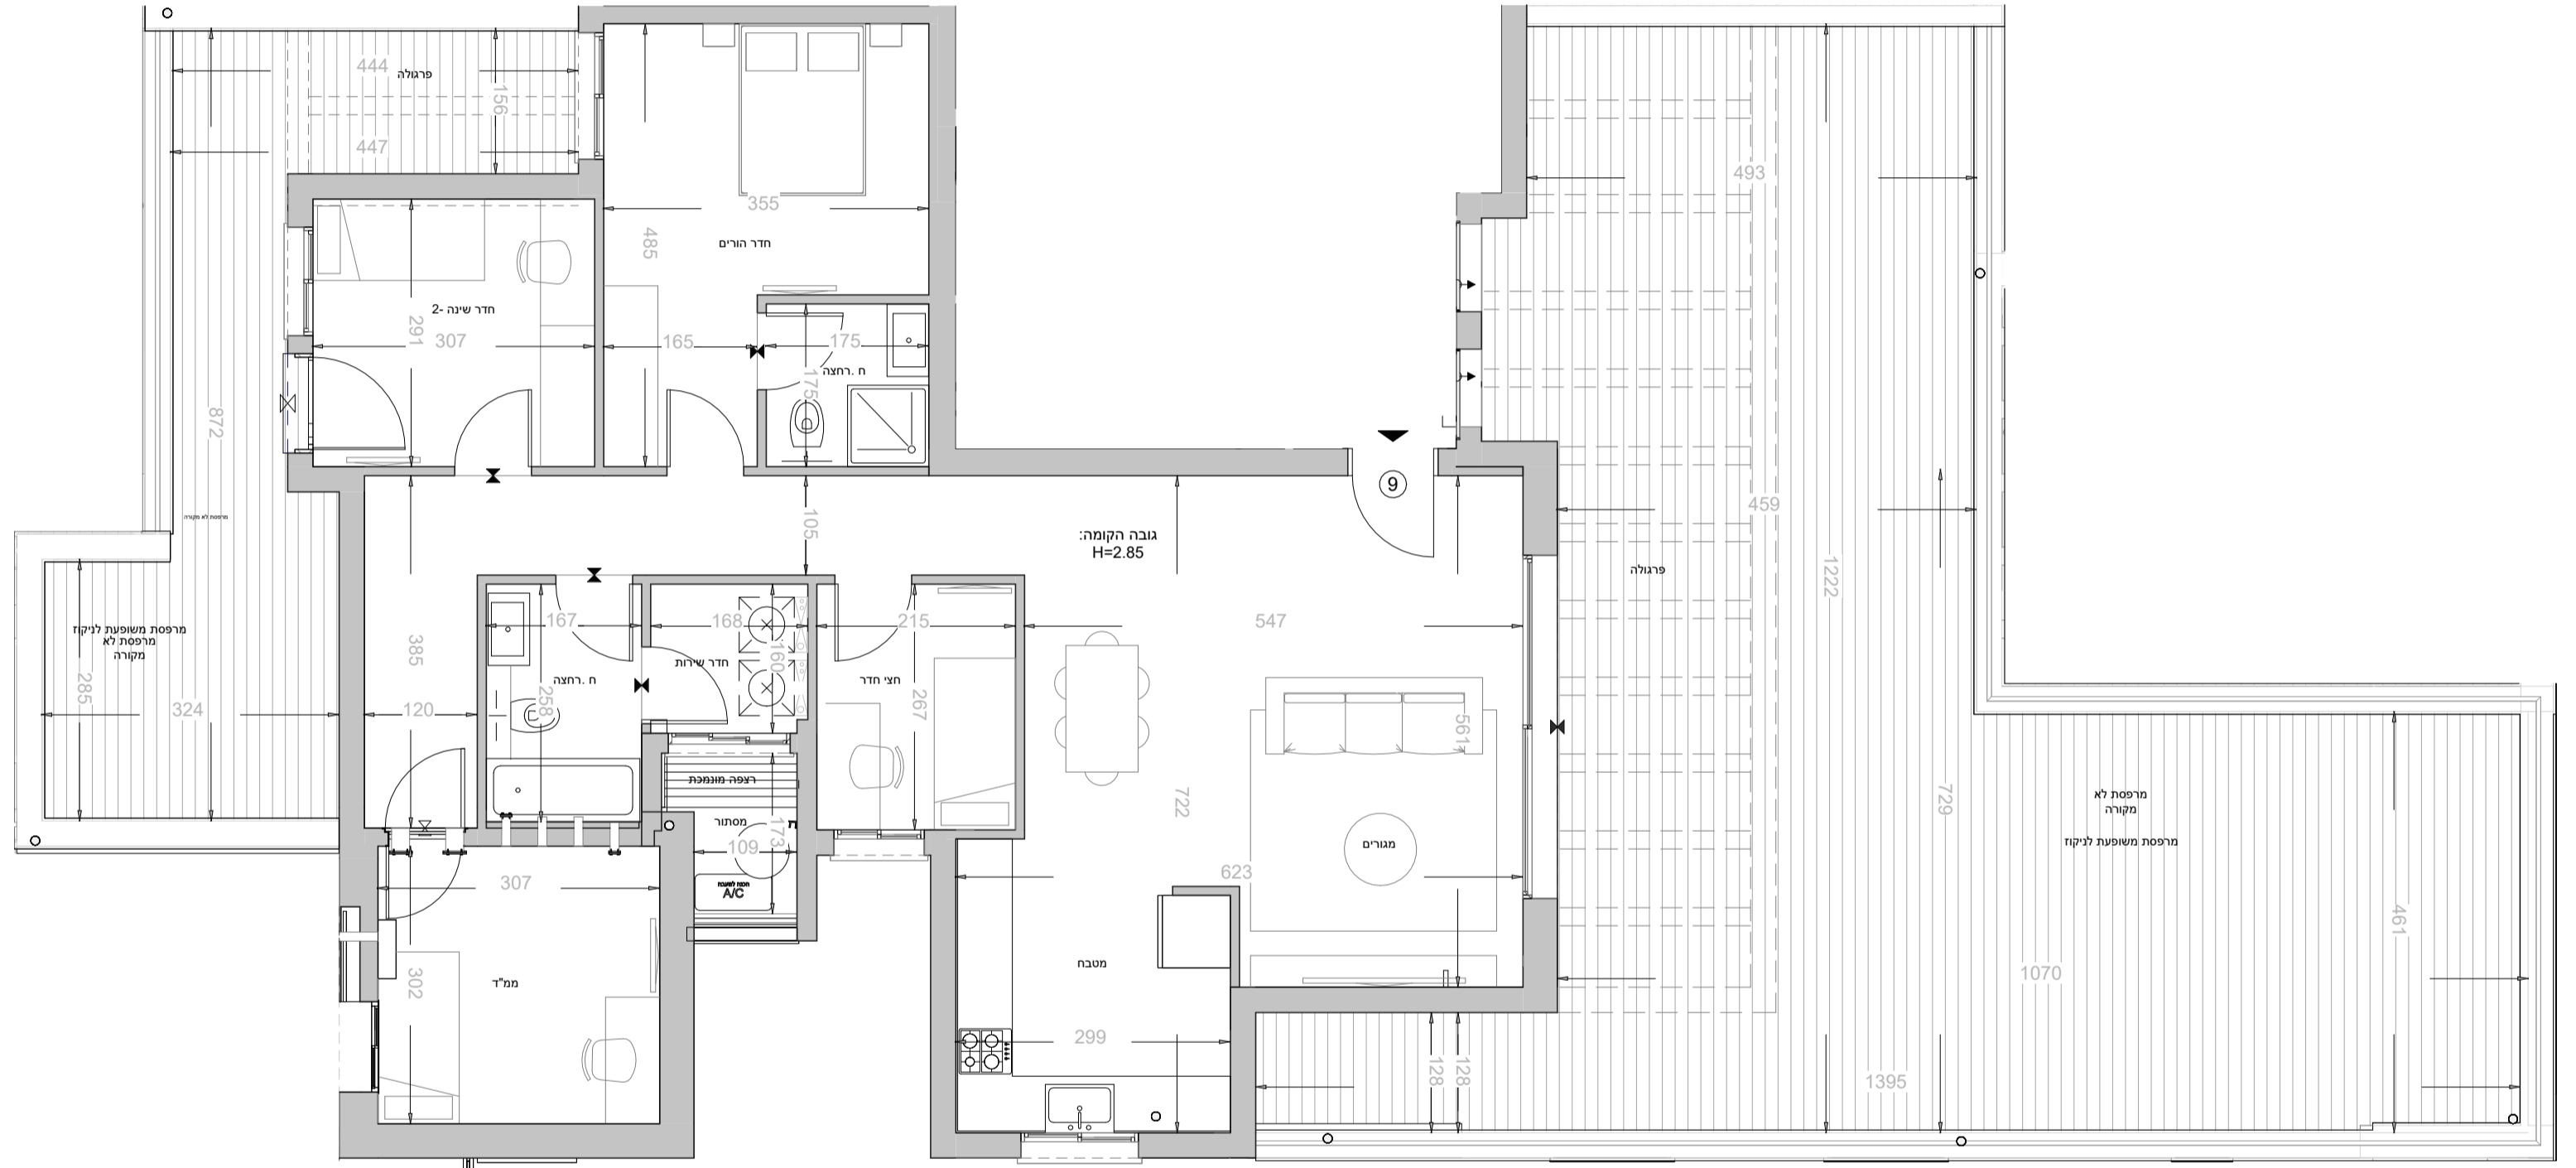 444
פרגולה
156
447
493
355
485
חדר הורים
חדר שינה -2
291
307
165
175
ח .רחצה
175
872
9
459
מרפסת לא מקורה
105
גובה הקומה:
H=2.85
פרגולה
1222
מרפסת משופעת לניקוז
מרפסת לא
מקורה
285
324
385
120
167
168
160
חדר שירות
ח .רחצה
258
215
חצי חדר
267
547
561
722
729
רצפה מונמכת
מסתור
173
109
A/C
מגורים
623
מרפסת לא
מקורה
מרפסת משופעת לניקוז
461
307
302
ממ"ד
מטבח
1070
299
128
128
1395